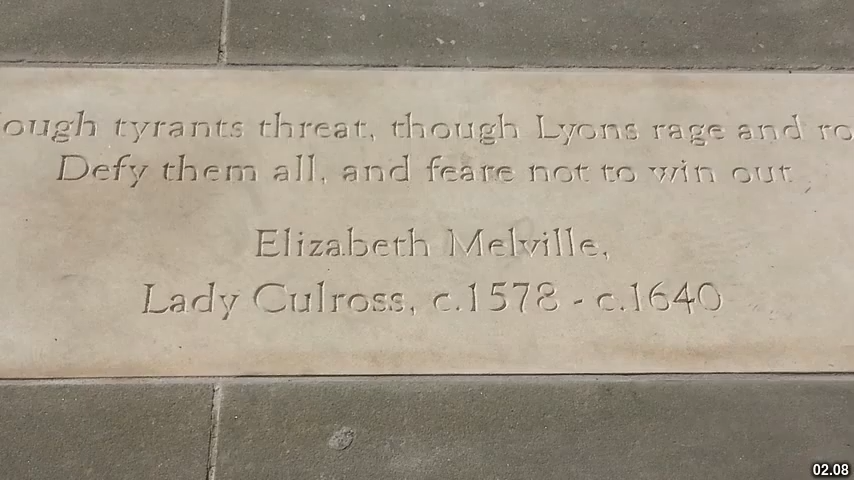 ough tyrants threat, though Lyons rage and ro
Defy them all, and feare not to win out
Elizabeth Melville,
Lady Culross, c.1578 - c.1640
02.08